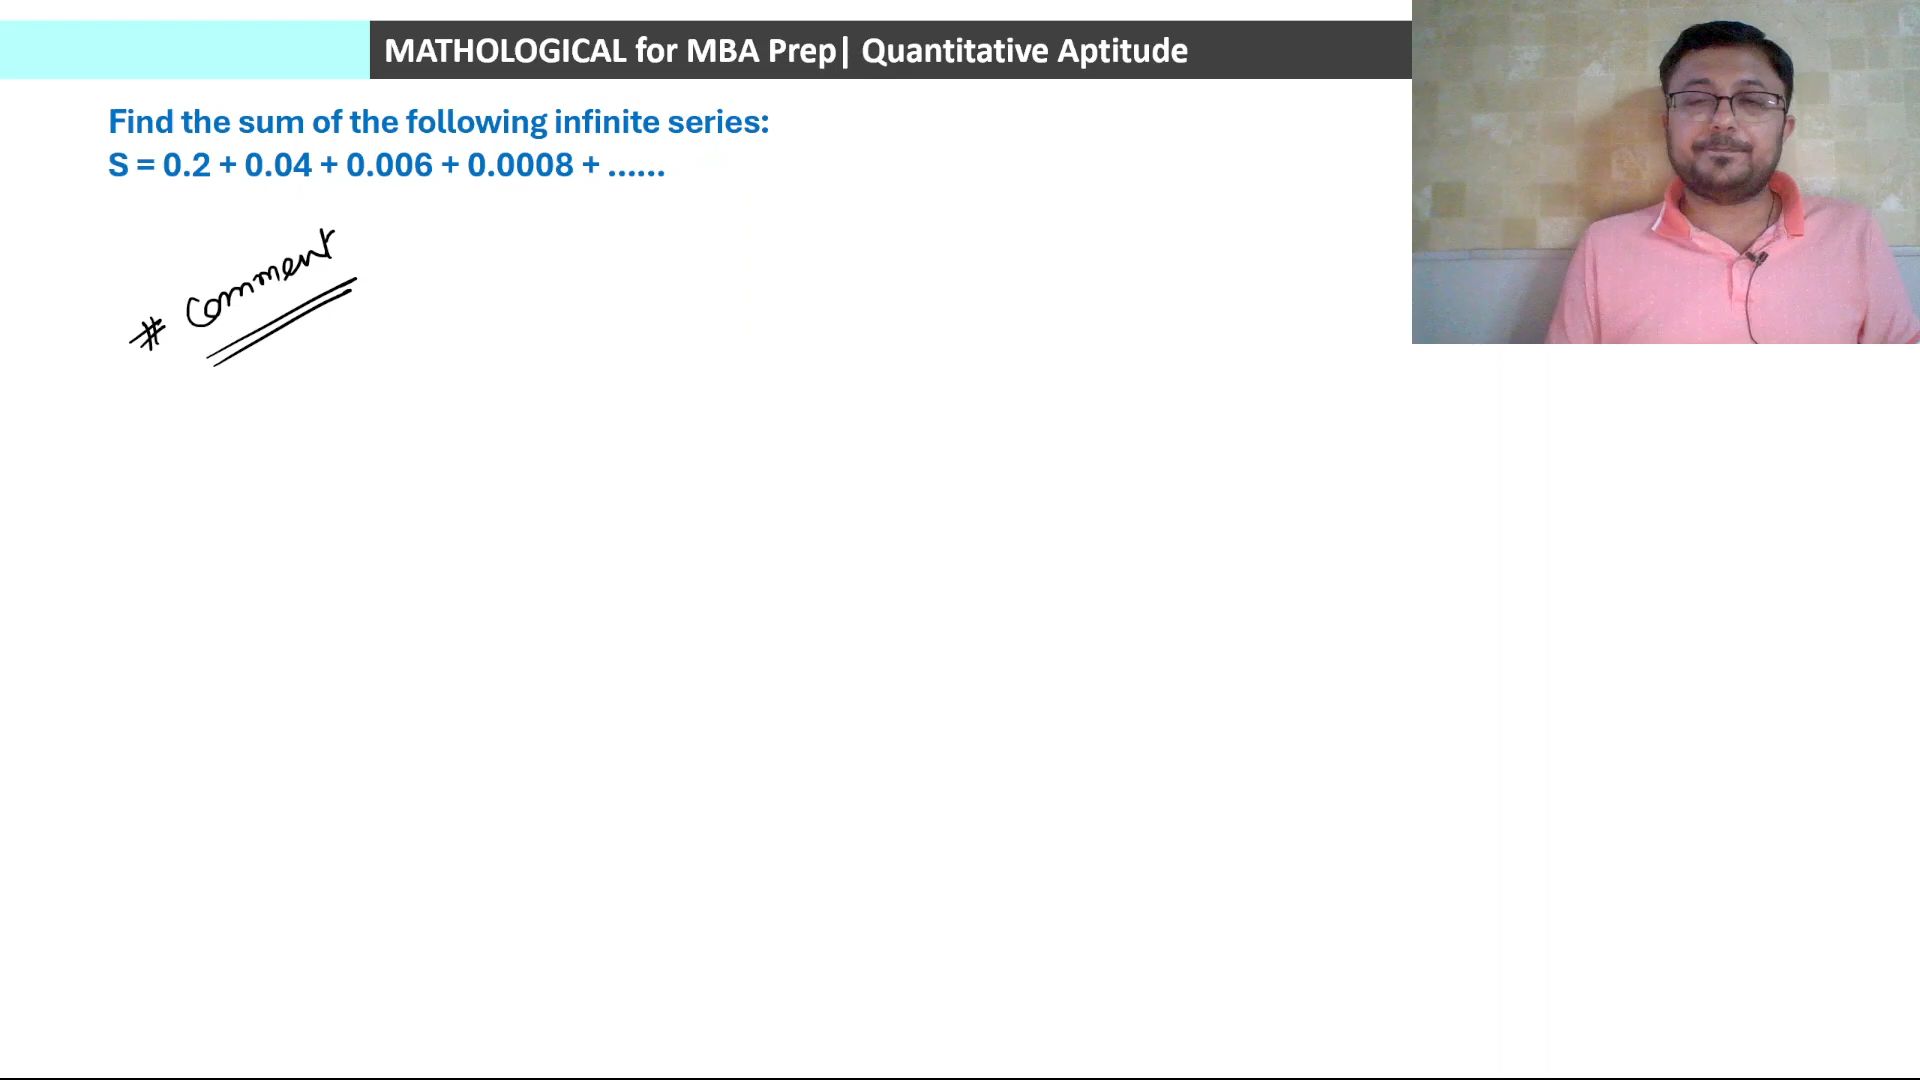 MATHOLOGICAL for MBA Prep| Quantitative Aptitude
Find the sum of the following infinite series:
S = 0.2 + 0.04 + 0.006 + 0.0008 + ......
# Comment